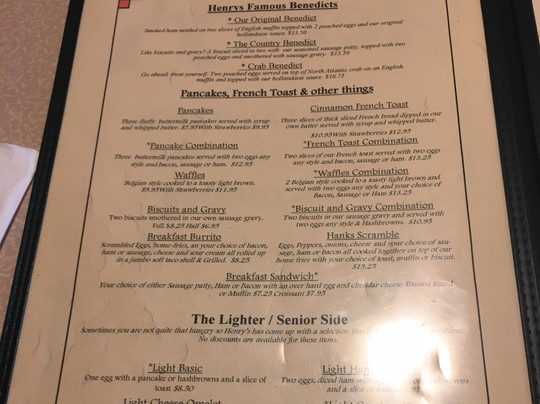 Henrys Famous Benedicts
* Our Original Benedict
Smoked ham nestled on two slices of English muffin topped with 2 poached eggs and our original
hollandiase sauce. $13.50
* The Country Benedict
Like biscuits and gravy? A biscuit sliced in two with our seasoned sausage patty, topped with two
poached eggs and smothered with sausage gravy. $13.50
* Crab Benedict
Go ahead, treat yourself. Two poached eggs served on top of North Atlantic crab on an English
muffin and topped with our hollandiase sauce. $16.75
Pancakes, French Toast & other things
Pancakes
Three fluffy buttermilk pancakes served with syrup
and whipped butter. $7.95With Strawberries $9.95
Cinnamon French Toast
Three slices of thick sliced French bread dipped in our
own batter served with syrup and whipped butter.
$10.95With Strawberries $12.95
*Pancake Combination
Three buttermilk pancakes served with two eggs any
style and bacon, sausage or ham. $12.95
*French Toast Combination
Two slices of our French toast served with two eggs
any style and bacon, sausage or ham. $13.25
Waffles
Belgian style cooked to a toasty light brown.
$9.95With Strawberries $11.95
*Waffles Combination
2 Belgian style cooked to a toasty light brown and
served with two eggs any style and your choice of
Bacon, Sausage or Ham $13.25
Biscuits and Gravy
Two biscuits smothered in our own sausage gravy.
Full $8.25 Half $6.95
*Biscuit and Gravy Combination
Two biscuits in our sausage gravy and served with
two eggs any style & Hashbrowns. $10.95
Breakfast Burrito
Scrambled Eggs, home-fries, an your choice of bacon,
ham or sausage, cheese and sour cream all rolled up
in a jumbo soft taco shell & Grilled. $8.25
Hanks Scramble
Eggs, Peppers, onions, cheese and your choice of sau-
sage, ham or bacon all cooked together on top of our
home fries with your choice of toast, muffin or biscuit.
$13.25
Breakfast Sandwich*
Your choice of either Sausage patty, Ham or Bacon with an over hard egg and cheddar cheese Toasted Bread
or Muffin $7.25 Croissant $7.95
The Lighter / Senior Side
Sometimes you are not quite that hungry so Henry's has come up with a selection
No discounts are available for these items.
*Light Basic
One egg with a pancake or hashbrowns and a slice of
toast $8.50
Light Ham
Two eggs, diced ham with a
and a slice
Light Cheese Omelet